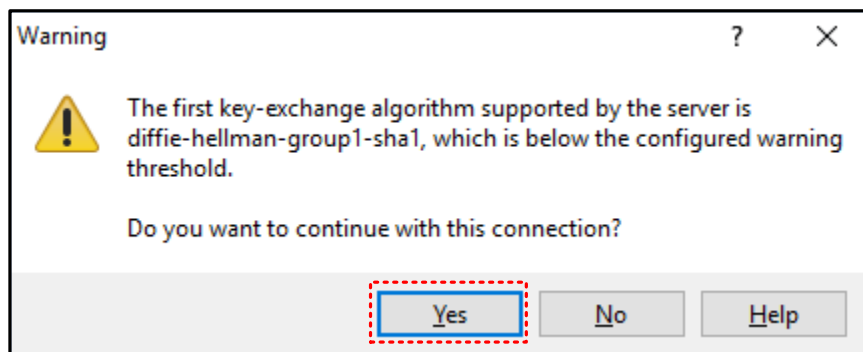 Warning
?
The first key-exchange algorithm supported by the server is
diffie-hellman-group1-sha1, which is below the configured warning
threshold.
Do you want to continue with this connection?
Yes No Help